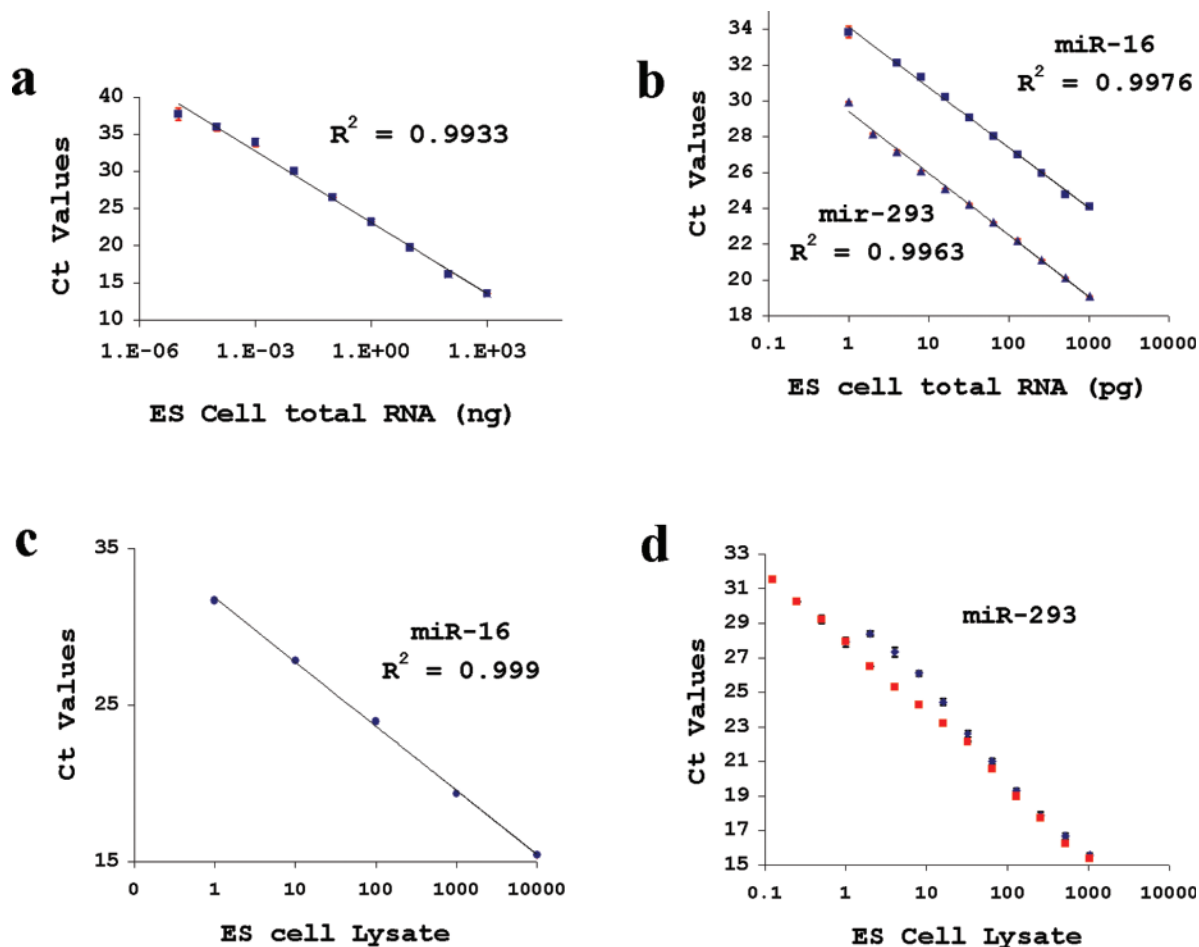 a
40
35
30
25
20
15
10
Ct Values
R² = 0.9933
1.E-06 1.E-03 1.E+00 1.E+03
ES Cell total RNA (ng)
b
34
32
30
28
26
24
22
20
18
Ct Values
miR-16
R² = 0.9976
mir-293
R² = 0.9963
0.1 1 10 100 1000 10000
ES cell total RNA (pg)
c
35
25
15
Ct Values
miR-16
R² = 0.999
0 1 10 100 1000 10000
ES cell Lysate
d
33
31
29
27
25
23
21
19
17
15
Ct Values
miR-293
0.1 1 10 100 1000 10000
ES Cell Lysate